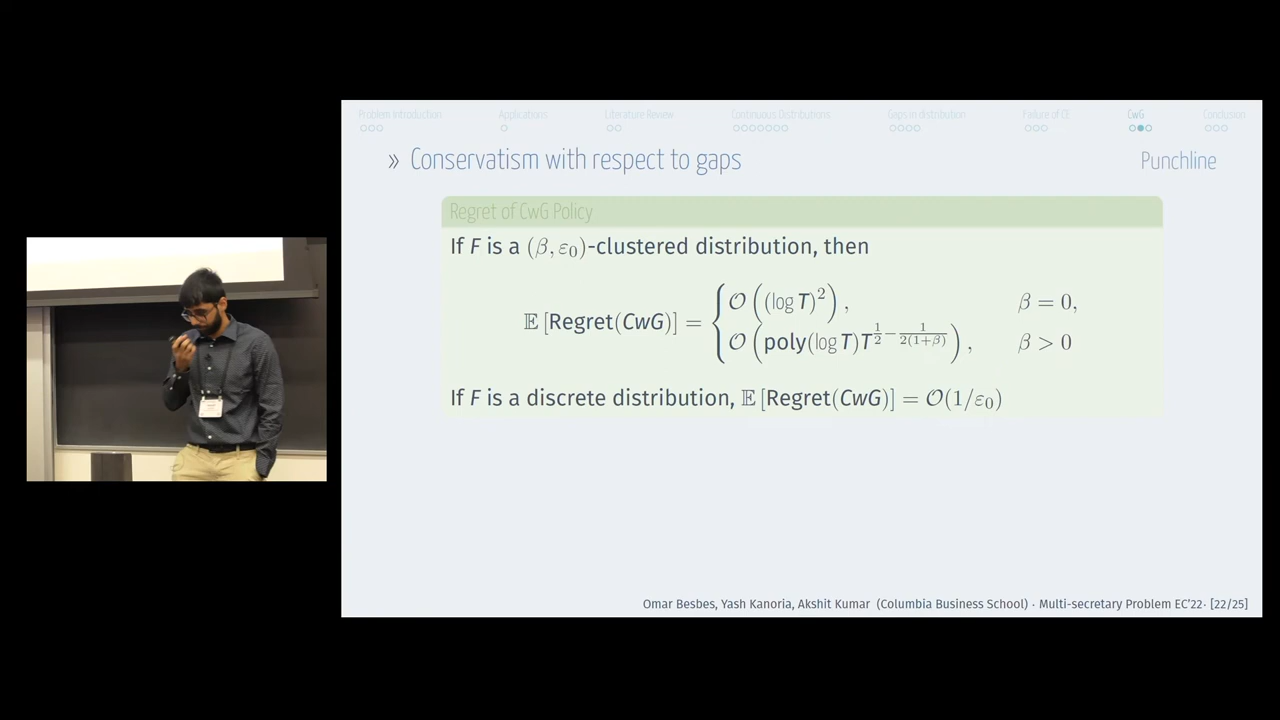 Problem Introduction Applications Literature Review Continuous Distributions Gaps in distribution Failure of CE CwG Conclusion
» Conservatism with respect to gaps Punchline
Regret of CwG Policy
If F is a (β, ε₀)-clustered distribution, then
𝔼 [Regret(CwG)] = { 𝒪 ((log T)²), β = 0,
𝒪 (poly(log T)T^{1/2 − 1/(2(1+β))}), β > 0
If F is a discrete distribution, 𝔼 [Regret(CwG)] = 𝒪(1/ε₀)
Omar Besbes, Yash Kanoria, Akshit Kumar (Columbia Business School) · Multi-secretary Problem EC'22· [22/25]